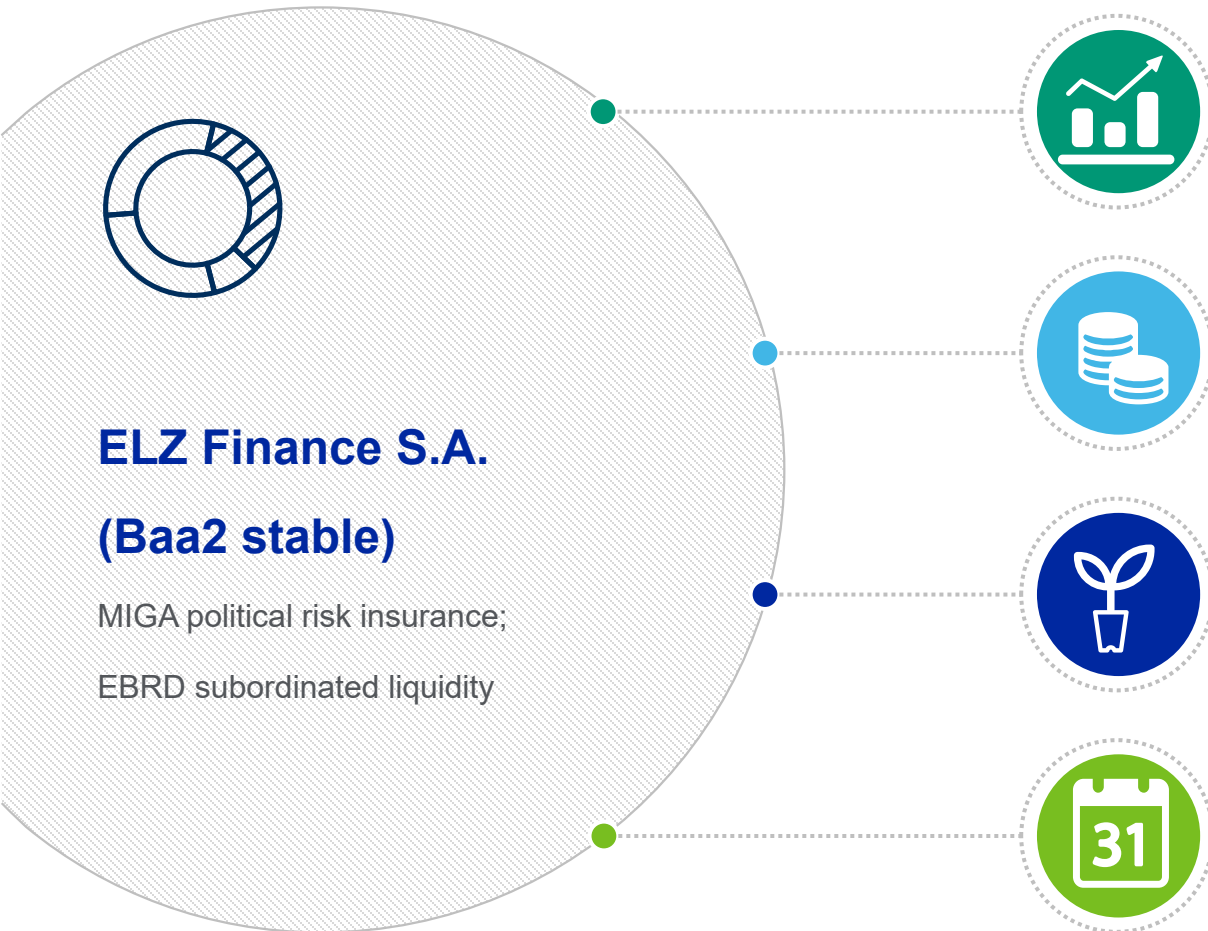 ELZ Finance S.A.
(Baa2 stable)
MIGA political risk insurance;
EBRD subordinated liquidity
31